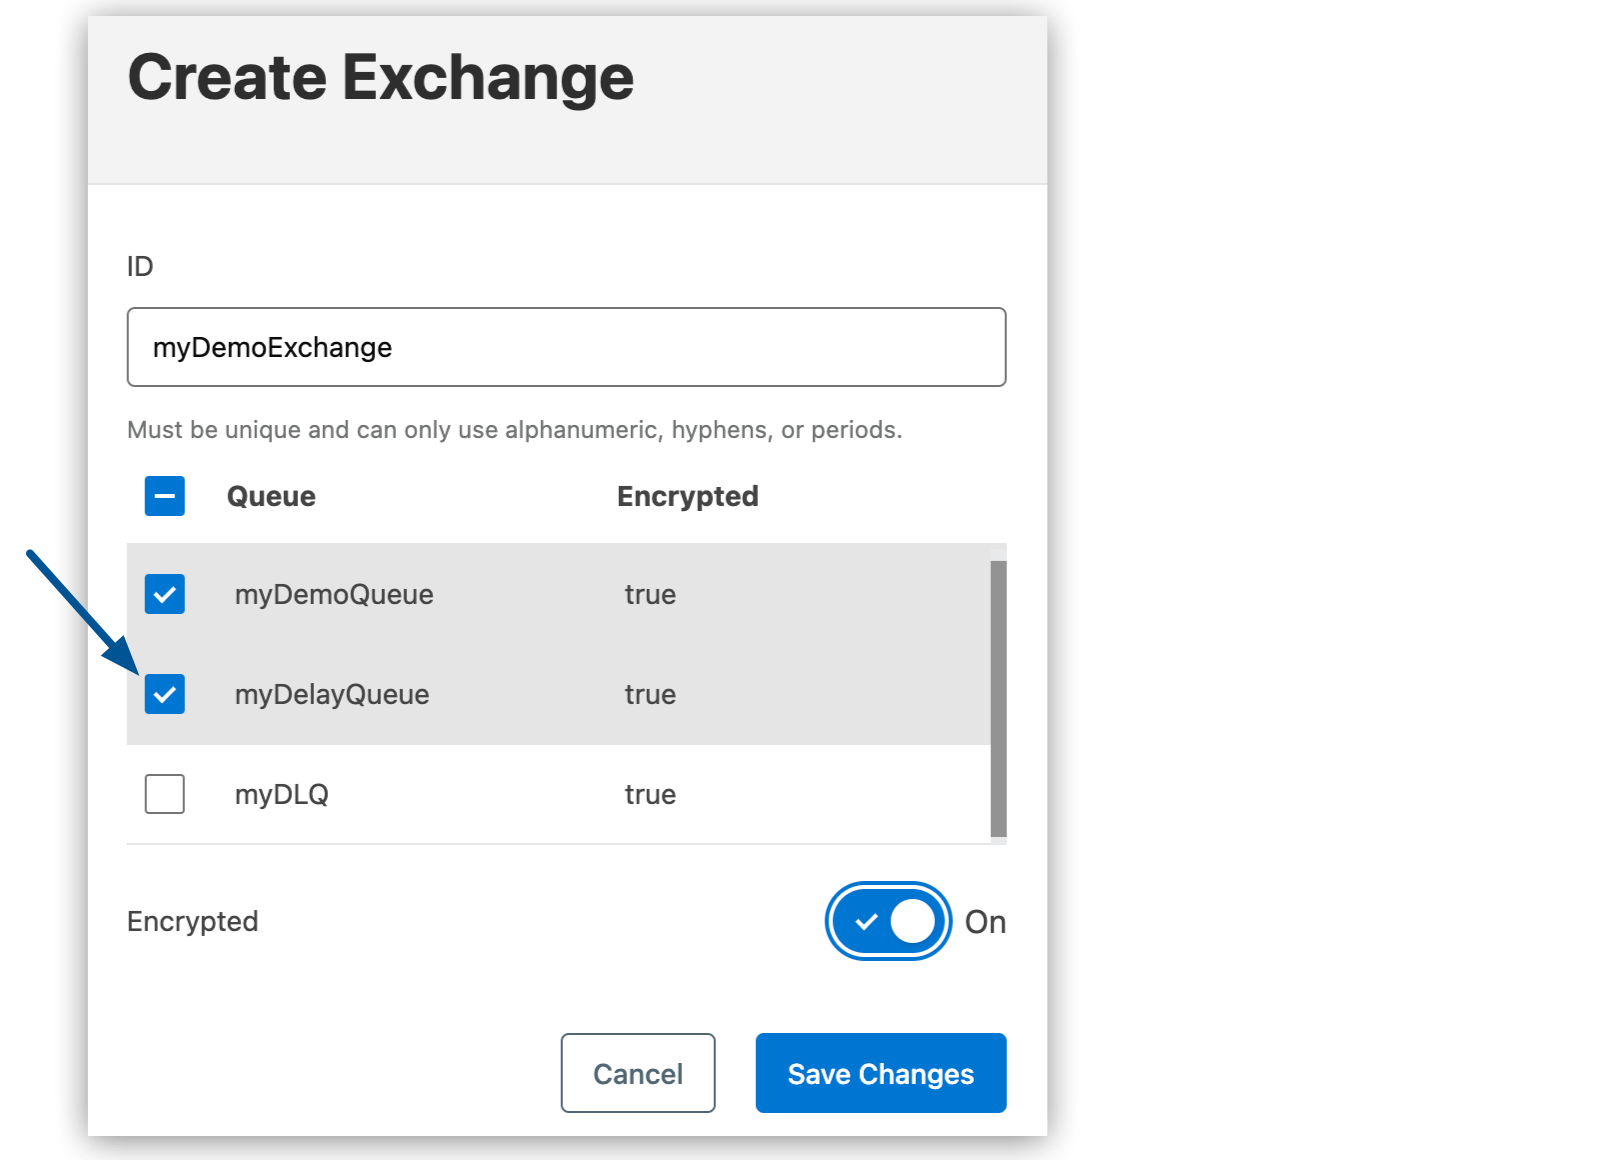 Create Exchange
ID
myDemoExchange
Must be unique and can only use alphanumeric, hyphens, or periods.
Queue Encrypted
myDemoQueue true
myDelayQueue true
myDLQ true
Encrypted On
Cancel Save Changes